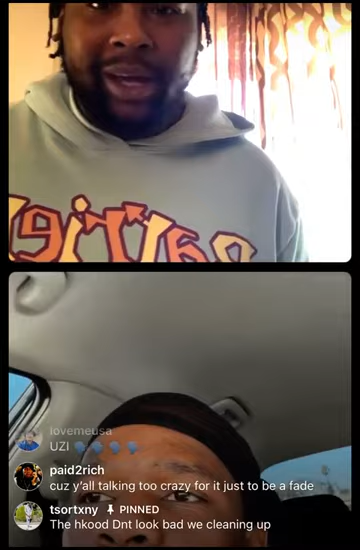 lovemeusa
UZI 🗣️ 🗣️ 🗣️ 🗣️
paid2rich
cuz y'all talking too crazy for it just to be a fade
tsortxny 📌 PINNED
The hkood Dnt look bad we cleaning up